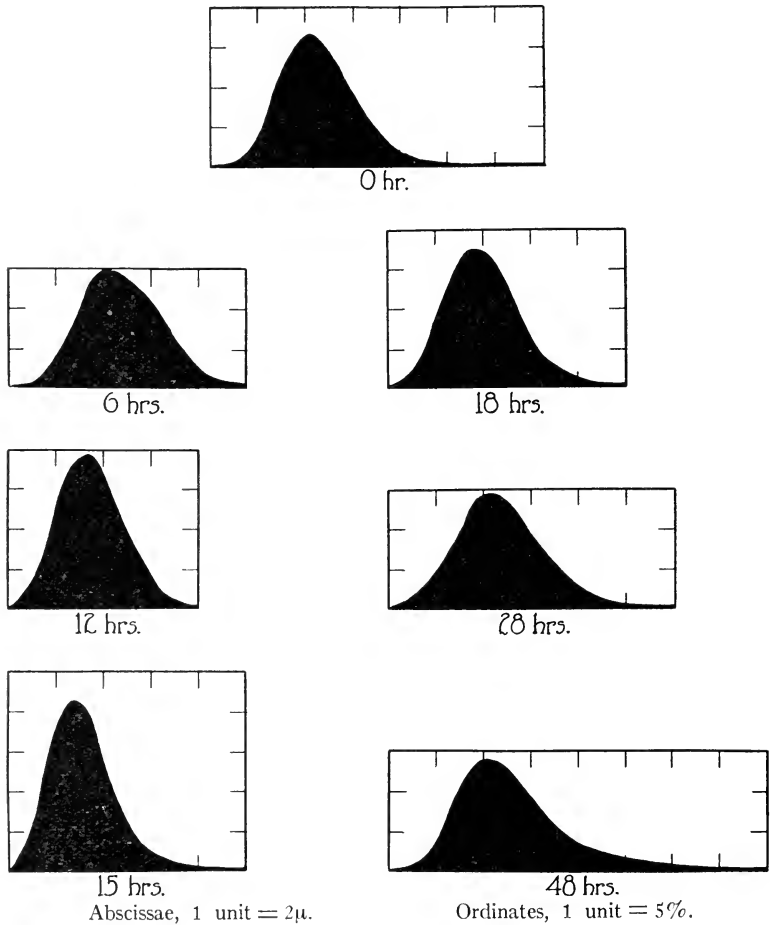 0 hr.
6 hrs.
18 hrs.
12 hrs.
28 hrs.
15 hrs.
48 hrs.
Abscissae, 1 unit = 2μ.
Ordinates, 1 unit = 5%.